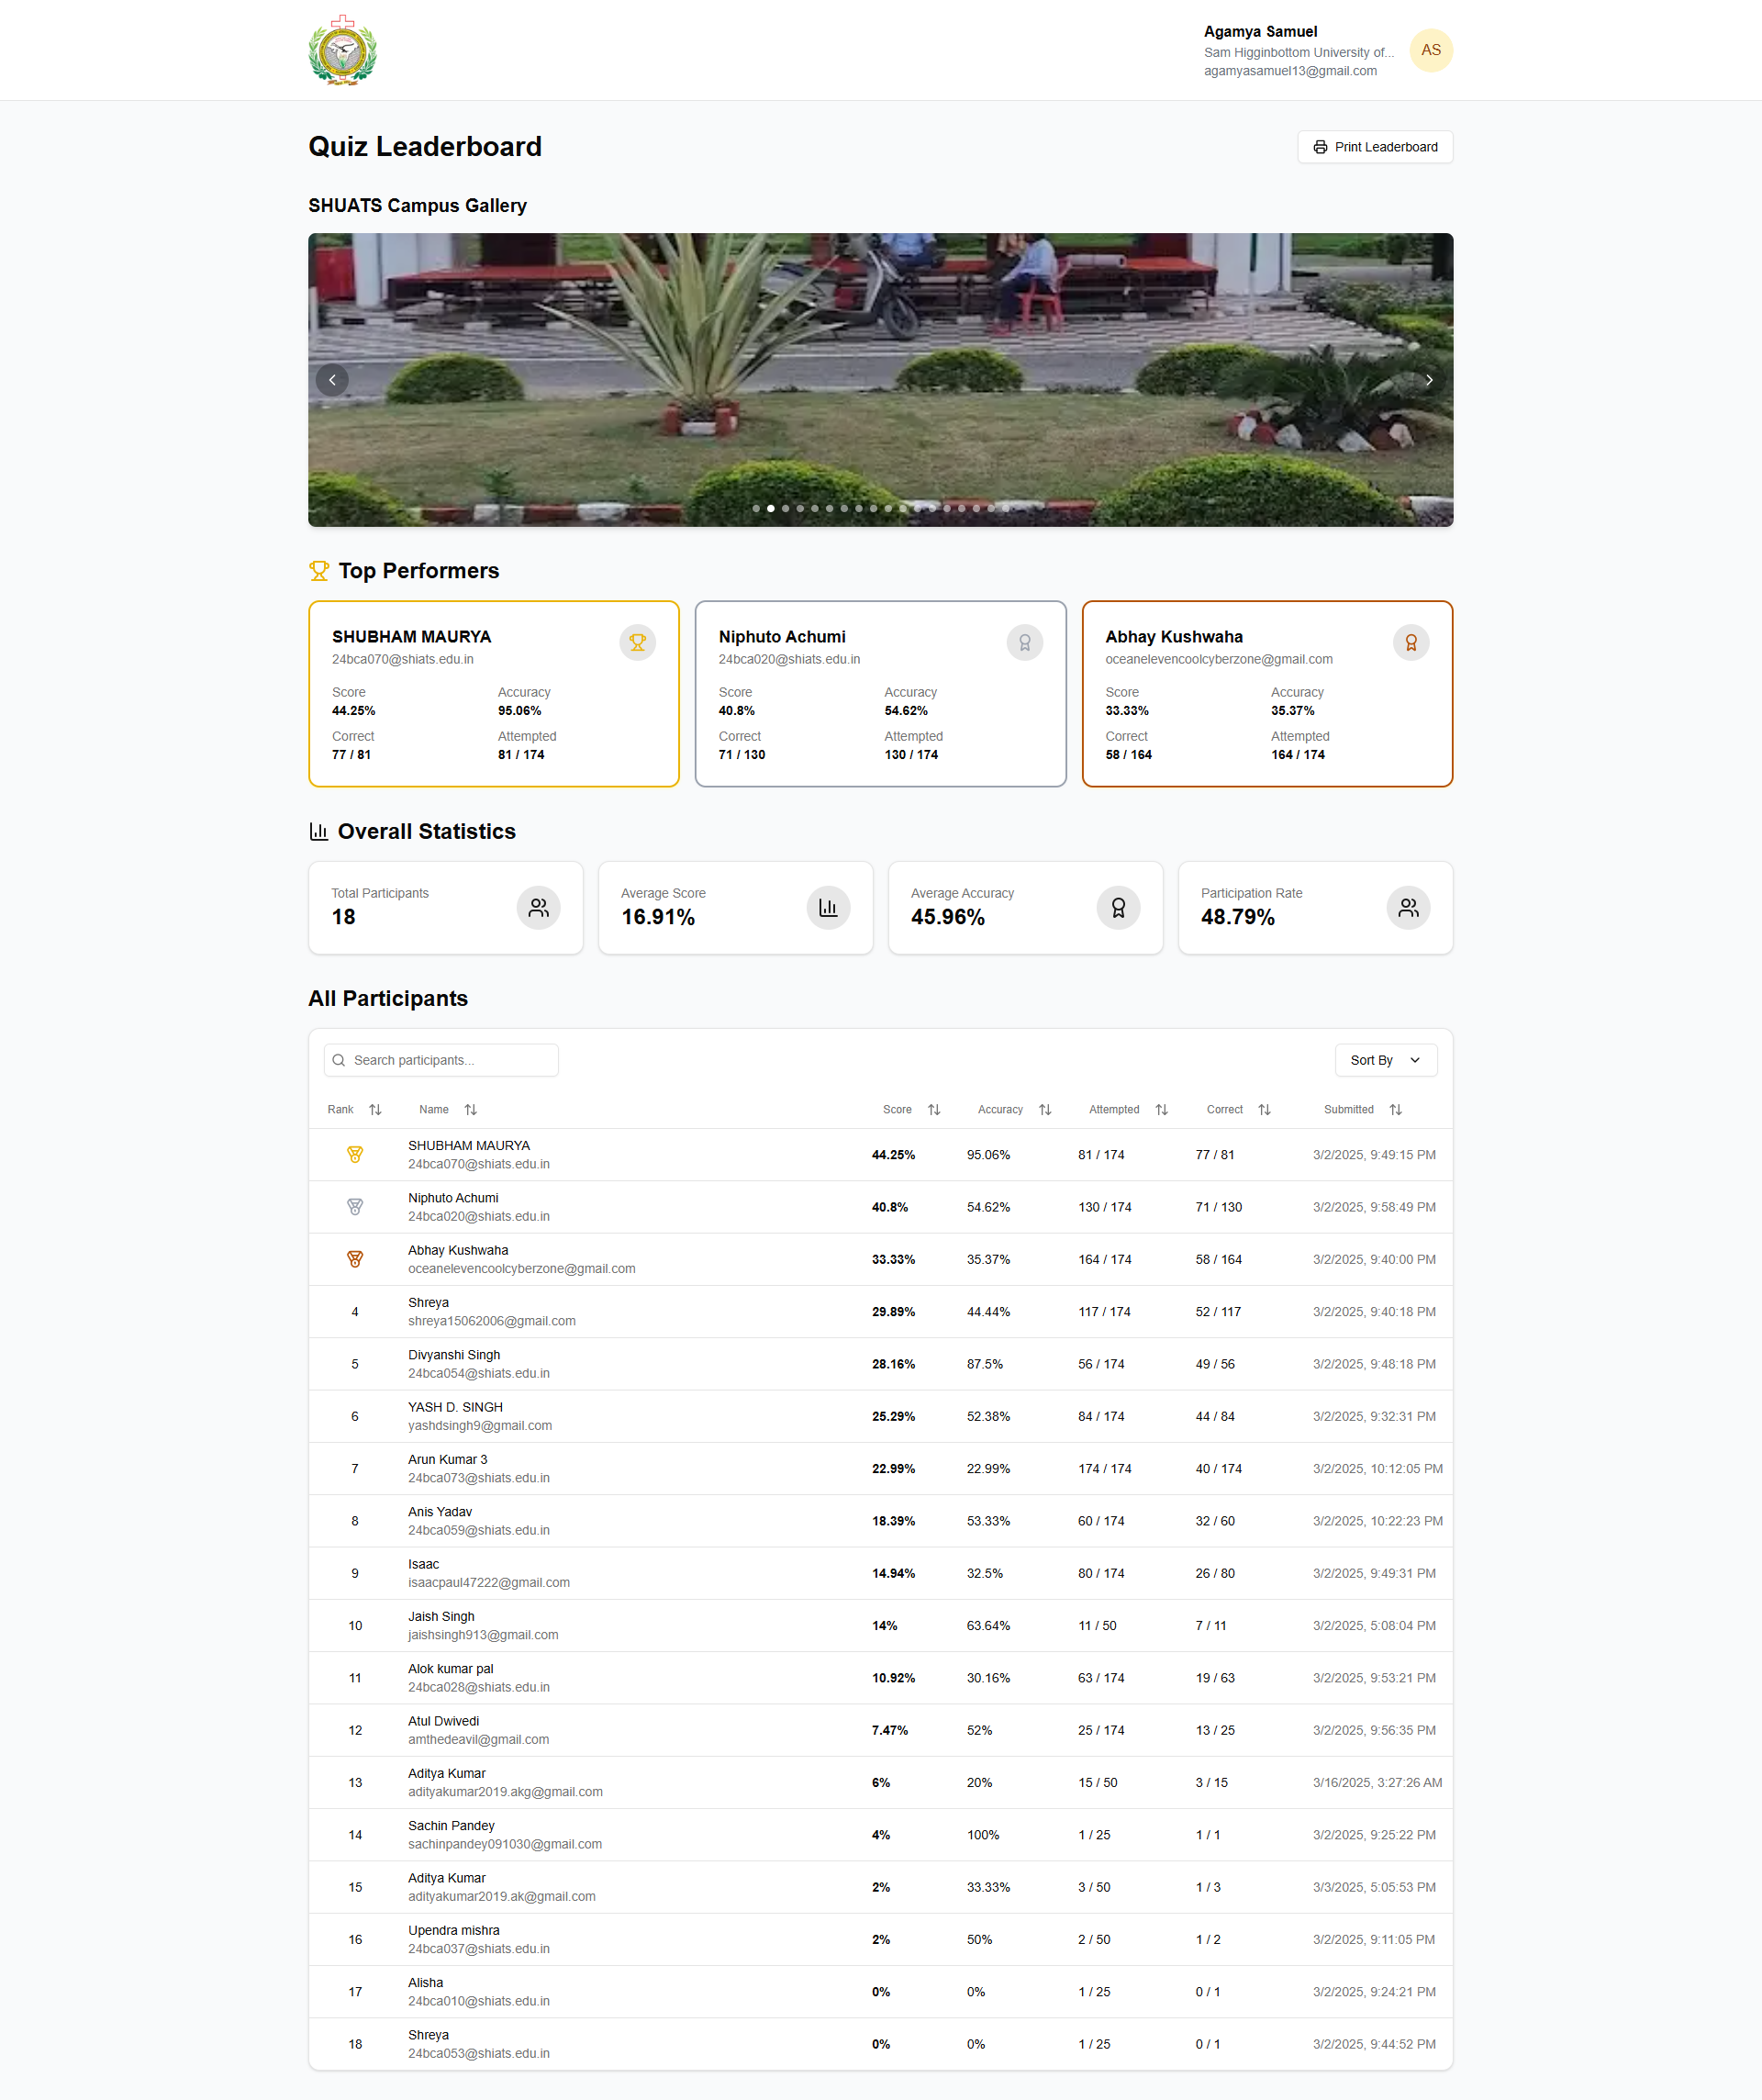 Agamya Samuel
Sam Higginbottom University of...
agamyasamuel13@gmail.com
AS
Quiz Leaderboard
Print Leaderboard
SHUATS Campus Gallery
Top Performers
SHUBHAM MAURYA
24bca070@shiats.edu.in
Score Accuracy
44.25% 95.06%
Correct Attempted
77 / 81 81 / 174
Niphuto Achumi
24bca020@shiats.edu.in
Score Accuracy
40.8% 54.62%
Correct Attempted
71 / 130 130 / 174
Abhay Kushwaha
oceanelevencoolcyberzone@gmail.com
Score Accuracy
33.33% 35.37%
Correct Attempted
58 / 164 164 / 174
Overall Statistics
Total Participants
18
Average Score
16.91%
Average Accuracy
45.96%
Participation Rate
48.79%
All Participants
Search participants...
Sort By
Rank Name Score Accuracy Attempted Correct Submitted
SHUBHAM MAURYA
24bca070@shiats.edu.in
44.25% 95.06% 81 / 174 77 / 81 3/2/2025, 9:49:15 PM
Niphuto Achumi
24bca020@shiats.edu.in
40.8% 54.62% 130 / 174 71 / 130 3/2/2025, 9:58:49 PM
Abhay Kushwaha
oceanelevencoolcyberzone@gmail.com
33.33% 35.37% 164 / 174 58 / 164 3/2/2025, 9:40:00 PM
4
Shreya
shreya15062006@gmail.com
29.89% 44.44% 117 / 174 52 / 117 3/2/2025, 9:40:18 PM
5
Divyanshi Singh
24bca054@shiats.edu.in
28.16% 87.5% 56 / 174 49 / 56 3/2/2025, 9:48:18 PM
6
YASH D. SINGH
yashdsingh9@gmail.com
25.29% 52.38% 84 / 174 44 / 84 3/2/2025, 9:32:31 PM
7
Arun Kumar 3
24bca073@shiats.edu.in
22.99% 22.99% 174 / 174 40 / 174 3/2/2025, 10:12:05 PM
8
Anis Yadav
24bca059@shiats.edu.in
18.39% 53.33% 60 / 174 32 / 60 3/2/2025, 10:22:23 PM
9
Isaac
isaacpaul47222@gmail.com
14.94% 32.5% 80 / 174 26 / 80 3/2/2025, 9:49:31 PM
10
Jaish Singh
jaishsingh913@gmail.com
14% 63.64% 11 / 50 7 / 11 3/2/2025, 5:08:04 PM
11
Alok kumar pal
24bca028@shiats.edu.in
10.92% 30.16% 63 / 174 19 / 63 3/2/2025, 9:53:21 PM
12
Atul Dwivedi
amthedeavil@gmail.com
7.47% 52% 25 / 174 13 / 25 3/2/2025, 9:56:35 PM
13
Aditya Kumar
adityakumar2019.akg@gmail.com
6% 20% 15 / 50 3 / 15 3/16/2025, 3:27:26 AM
14
Sachin Pandey
sachinpandey091030@gmail.com
4% 100% 1 / 25 1 / 1 3/2/2025, 9:25:22 PM
15
Aditya Kumar
adityakumar2019.ak@gmail.com
2% 33.33% 3 / 50 1 / 3 3/3/2025, 5:05:53 PM
16
Upendra mishra
24bca037@shiats.edu.in
2% 50% 2 / 50 1 / 2 3/2/2025, 9:11:05 PM
17
Alisha
24bca010@shiats.edu.in
0% 0% 1 / 25 0 / 1 3/2/2025, 9:24:21 PM
18
Shreya
24bca053@shiats.edu.in
0% 0% 1 / 25 0 / 1 3/2/2025, 9:44:52 PM